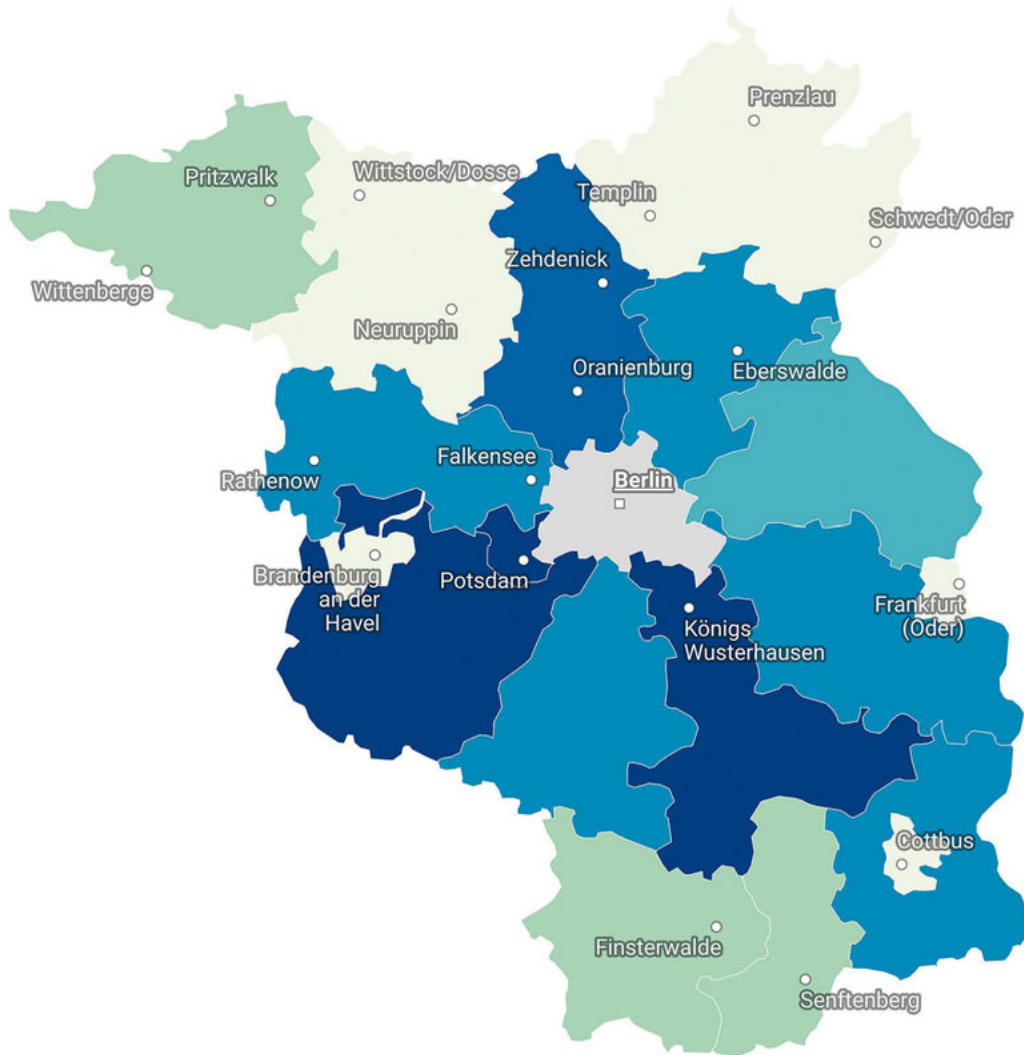 Prenzlau
Wittstock/Dosse
Pritzwalk
Templin
Schwedt/Oder
Zehdenick
Wittenberge
Neuruppin
Oranienburg
Eberswalde
Falkensee
Rathenow
Berlin
Brandenburg
an der
Havel
Potsdam
Frankfurt
(Oder)
Königs
Wusterhausen
Cottbus
Finsterwalde
Senftenberg